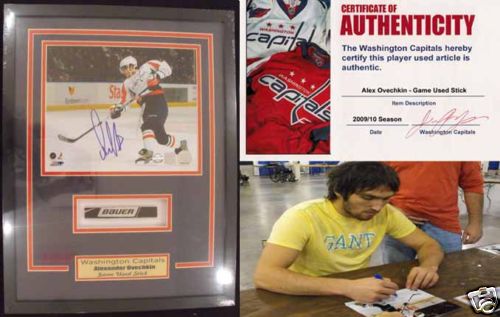 BAUER
Washington Capitals
Alexander Ovechkin
Game Used Stick
CERTIFICATE OF
AUTHENTICITY
The Washington Capitals hereby
certify this player used article is
authentic.
Alex Ovechkin - Game Used Stick
Item Description
2009/10 Season
Date
Washington Capitals
capitals
capitals
GANT